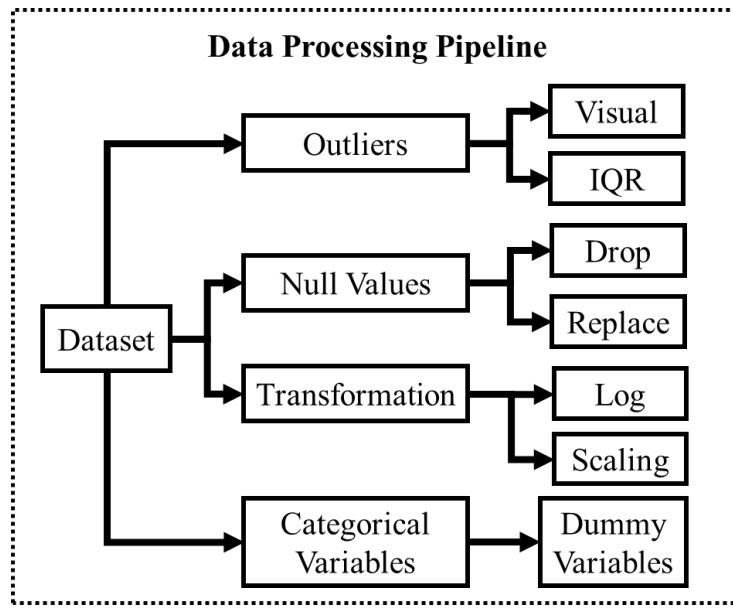 Data Processing Pipeline
Visual
Outliers
IQR
Drop
Null Values
Replace
Dataset
Transformation
Log
Scaling
Categorical
Variables
Dummy
Variables